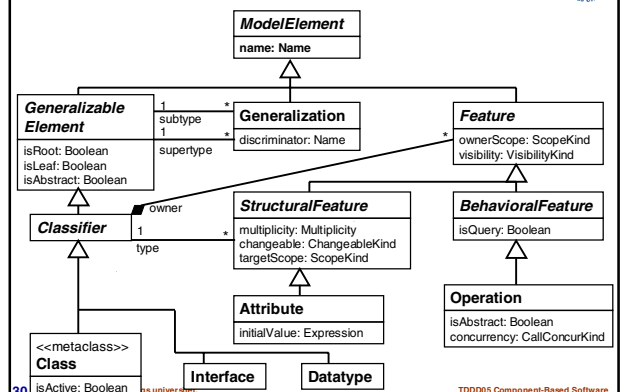 ModelElement
name: Name
Generalizable
Element
isRoot: Boolean
isLeaf: Boolean
isAbstract: Boolean
1
*
subtype
1
*
supertype
Generalization
discriminator: Name
Feature
ownerScope: ScopeKind
visibility: VisibilityKind
*
owner
Classifier
1
*
type
StructuralFeature
multiplicity: Multiplicity
changeable: ChangeableKind
targetScope: ScopeKind
BehavioralFeature
isQuery: Boolean
Attribute
initialValue: Expression
Operation
isAbstract: Boolean
concurrency: CallConcurKind
<<metaclass>>
Class
isActive: Boolean
Interface
Datatype
30
TDDD05 Component-Based Software